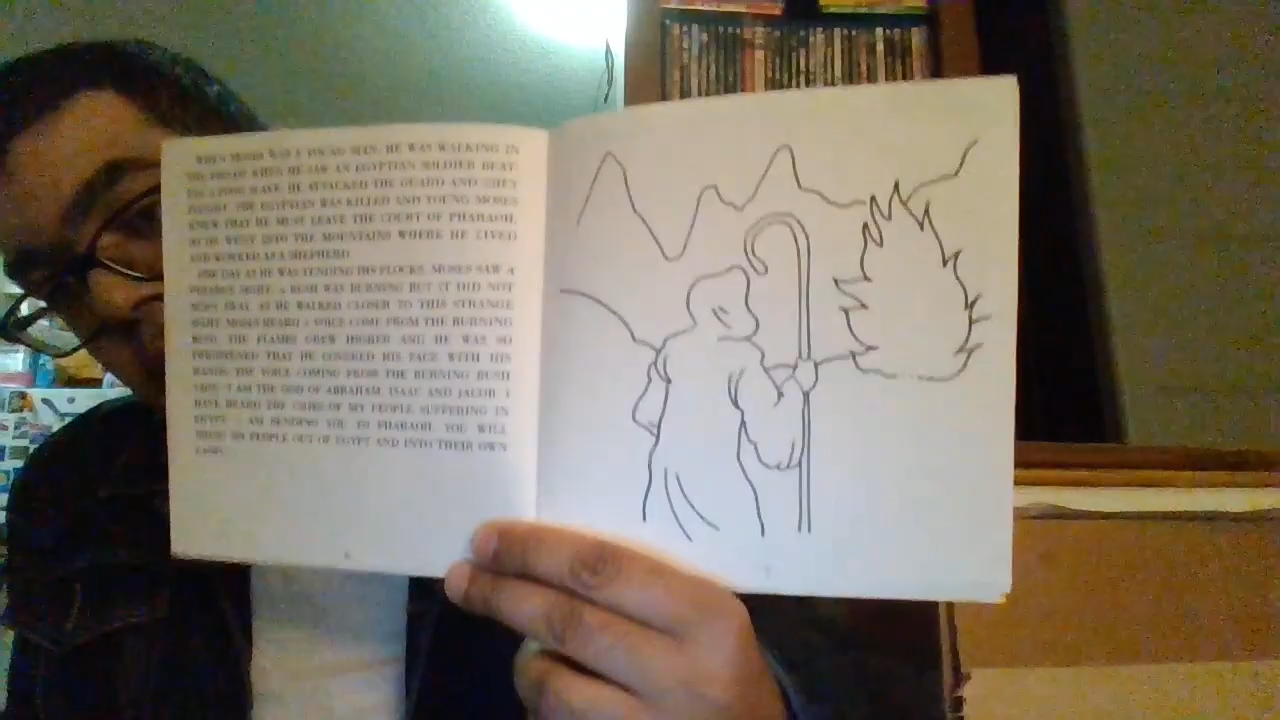 WHEN MOSES WAS A YOUNG MAN, HE WAS WALKING IN
THE FIELDS WHEN HE SAW AN EGYPTIAN SOLDIER BEAT-
ING A POOR SLAVE. HE ATTACKED THE GUARD AND THEY
FOUGHT. THE EGYPTIAN WAS KILLED AND YOUNG MOSES
KNEW THAT HE MUST LEAVE THE COURT OF PHARAOH.
SO HE WENT INTO THE MOUNTAINS WHERE HE LIVED
AND WORKED AS A SHEPHERD.
ONE DAY AS HE WAS TENDING HIS FLOCKS, MOSES SAW A
SIGHT. A BUSH WAS BURNING BUT IT DID NOT
BURN AWAY. AS HE WALKED CLOSER TO THIS STRANGE
SIGHT, MOSES HEARD A VOICE COME FROM THE BURNING
BUSH. THE FLAMES GREW HIGHER AND HE WAS SO
FRIGHTENED THAT HE COVERED HIS FACE WITH HIS
HANDS. THE VOICE COMING FROM THE BURNING BUSH
SAID, "I AM THE GOD OF ABRAHAM, ISAAC AND JACOB. I
HAVE HEARD THE CRIES OF MY PEOPLE SUFFERING IN
EGYPT. I AM SENDING YOU TO PHARAOH. YOU WILL
MY PEOPLE OUT OF EGYPT AND INTO THEIR OWN
LAND."